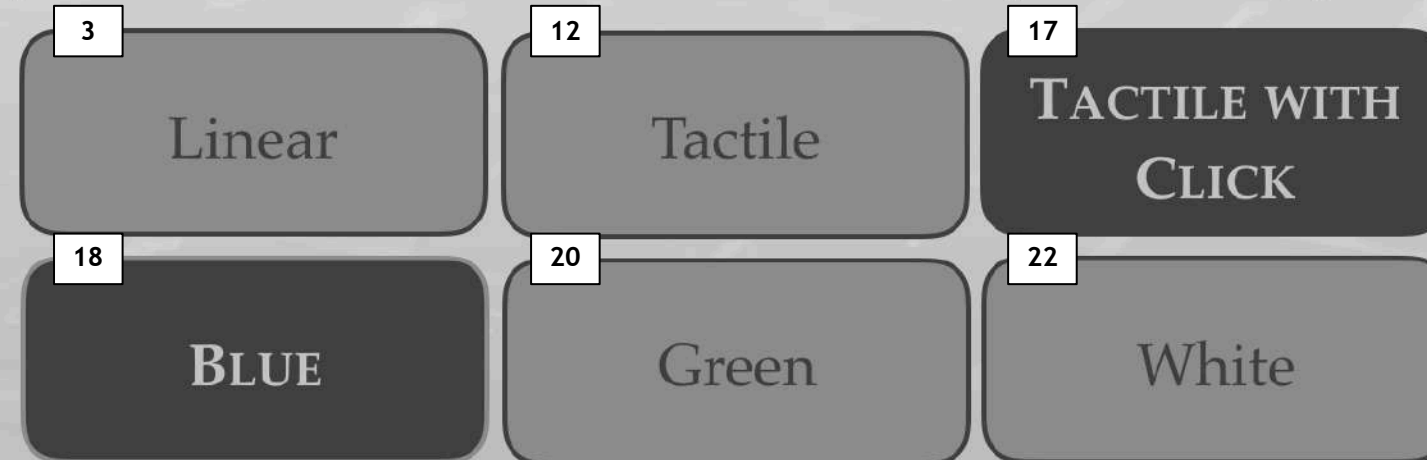 3
Linear
12
Tactile
17
TACTILE WITH
CLICK
18
BLUE
20
Green
22
White